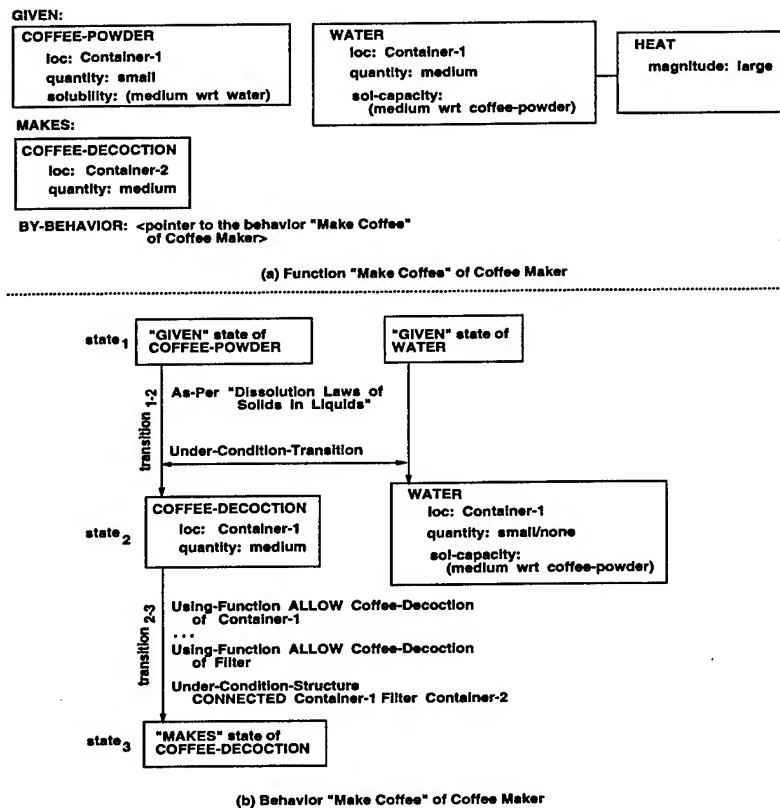 GIVEN:
COFFEE-POWDER
loc: Container-1
quantity: small
solubility: (medium wrt water)
WATER
loc: Container-1
quantity: medium
sol-capacity:
(medium wrt coffee-powder)
HEAT
magnitude: large
MAKES:
COFFEE-DECOCTION
loc: Container-2
quantity: medium
BY-BEHAVIOR: <pointer to the behavior "Make Coffee"
of Coffee Maker>
(a) Function "Make Coffee" of Coffee Maker
state1
"GIVEN" state of
COFFEE-POWDER
"GIVEN" state of
WATER
transition 1-2
As-Per "Dissolution Laws of
Solids in Liquids"
Under-Condition-Transition
state2
COFFEE-DECOCTION
loc: Container-1
quantity: medium
WATER
loc: Container-1
quantity: small/none
sol-capacity:
(medium wrt coffee-powder)
transition 2-3
Using-Function ALLOW Coffee-Decoction
of Container-1
...
Using-Function ALLOW Coffee-Decoction
of Filter
Under-Condition-Structure
CONNECTED Container-1 Filter Container-2
state3
"MAKES" state of
COFFEE-DECOCTION
(b) Behavior "Make Coffee" of Coffee Maker